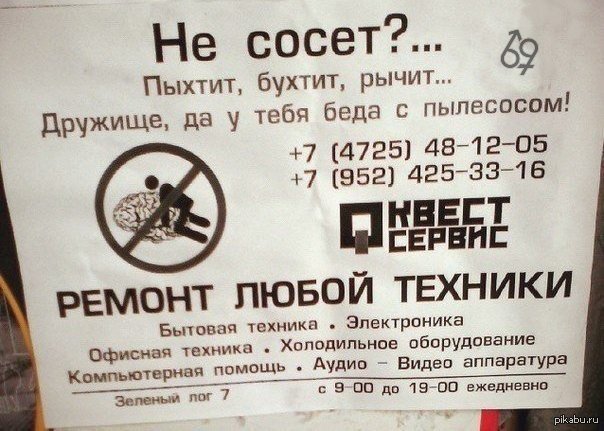 Не сосет?...
69
Пыхтит, бухтит, рычит...
Дружище, да у тебя беда с пылесосом!
+7 (4725) 48-12-05
+7 (952) 425-33-16
КВЕСТ
СЕРВИС
РЕМОНТ ЛЮБОЙ ТЕХНИКИ
Бытовая техника • Электроника
Офисная техника • Холодильное оборудование
Компьютерная помощь • Аудио - Видео аппаратура
Зеленый лог 7 с 9-00 до 19-00 ежедневно
pikabu.ru